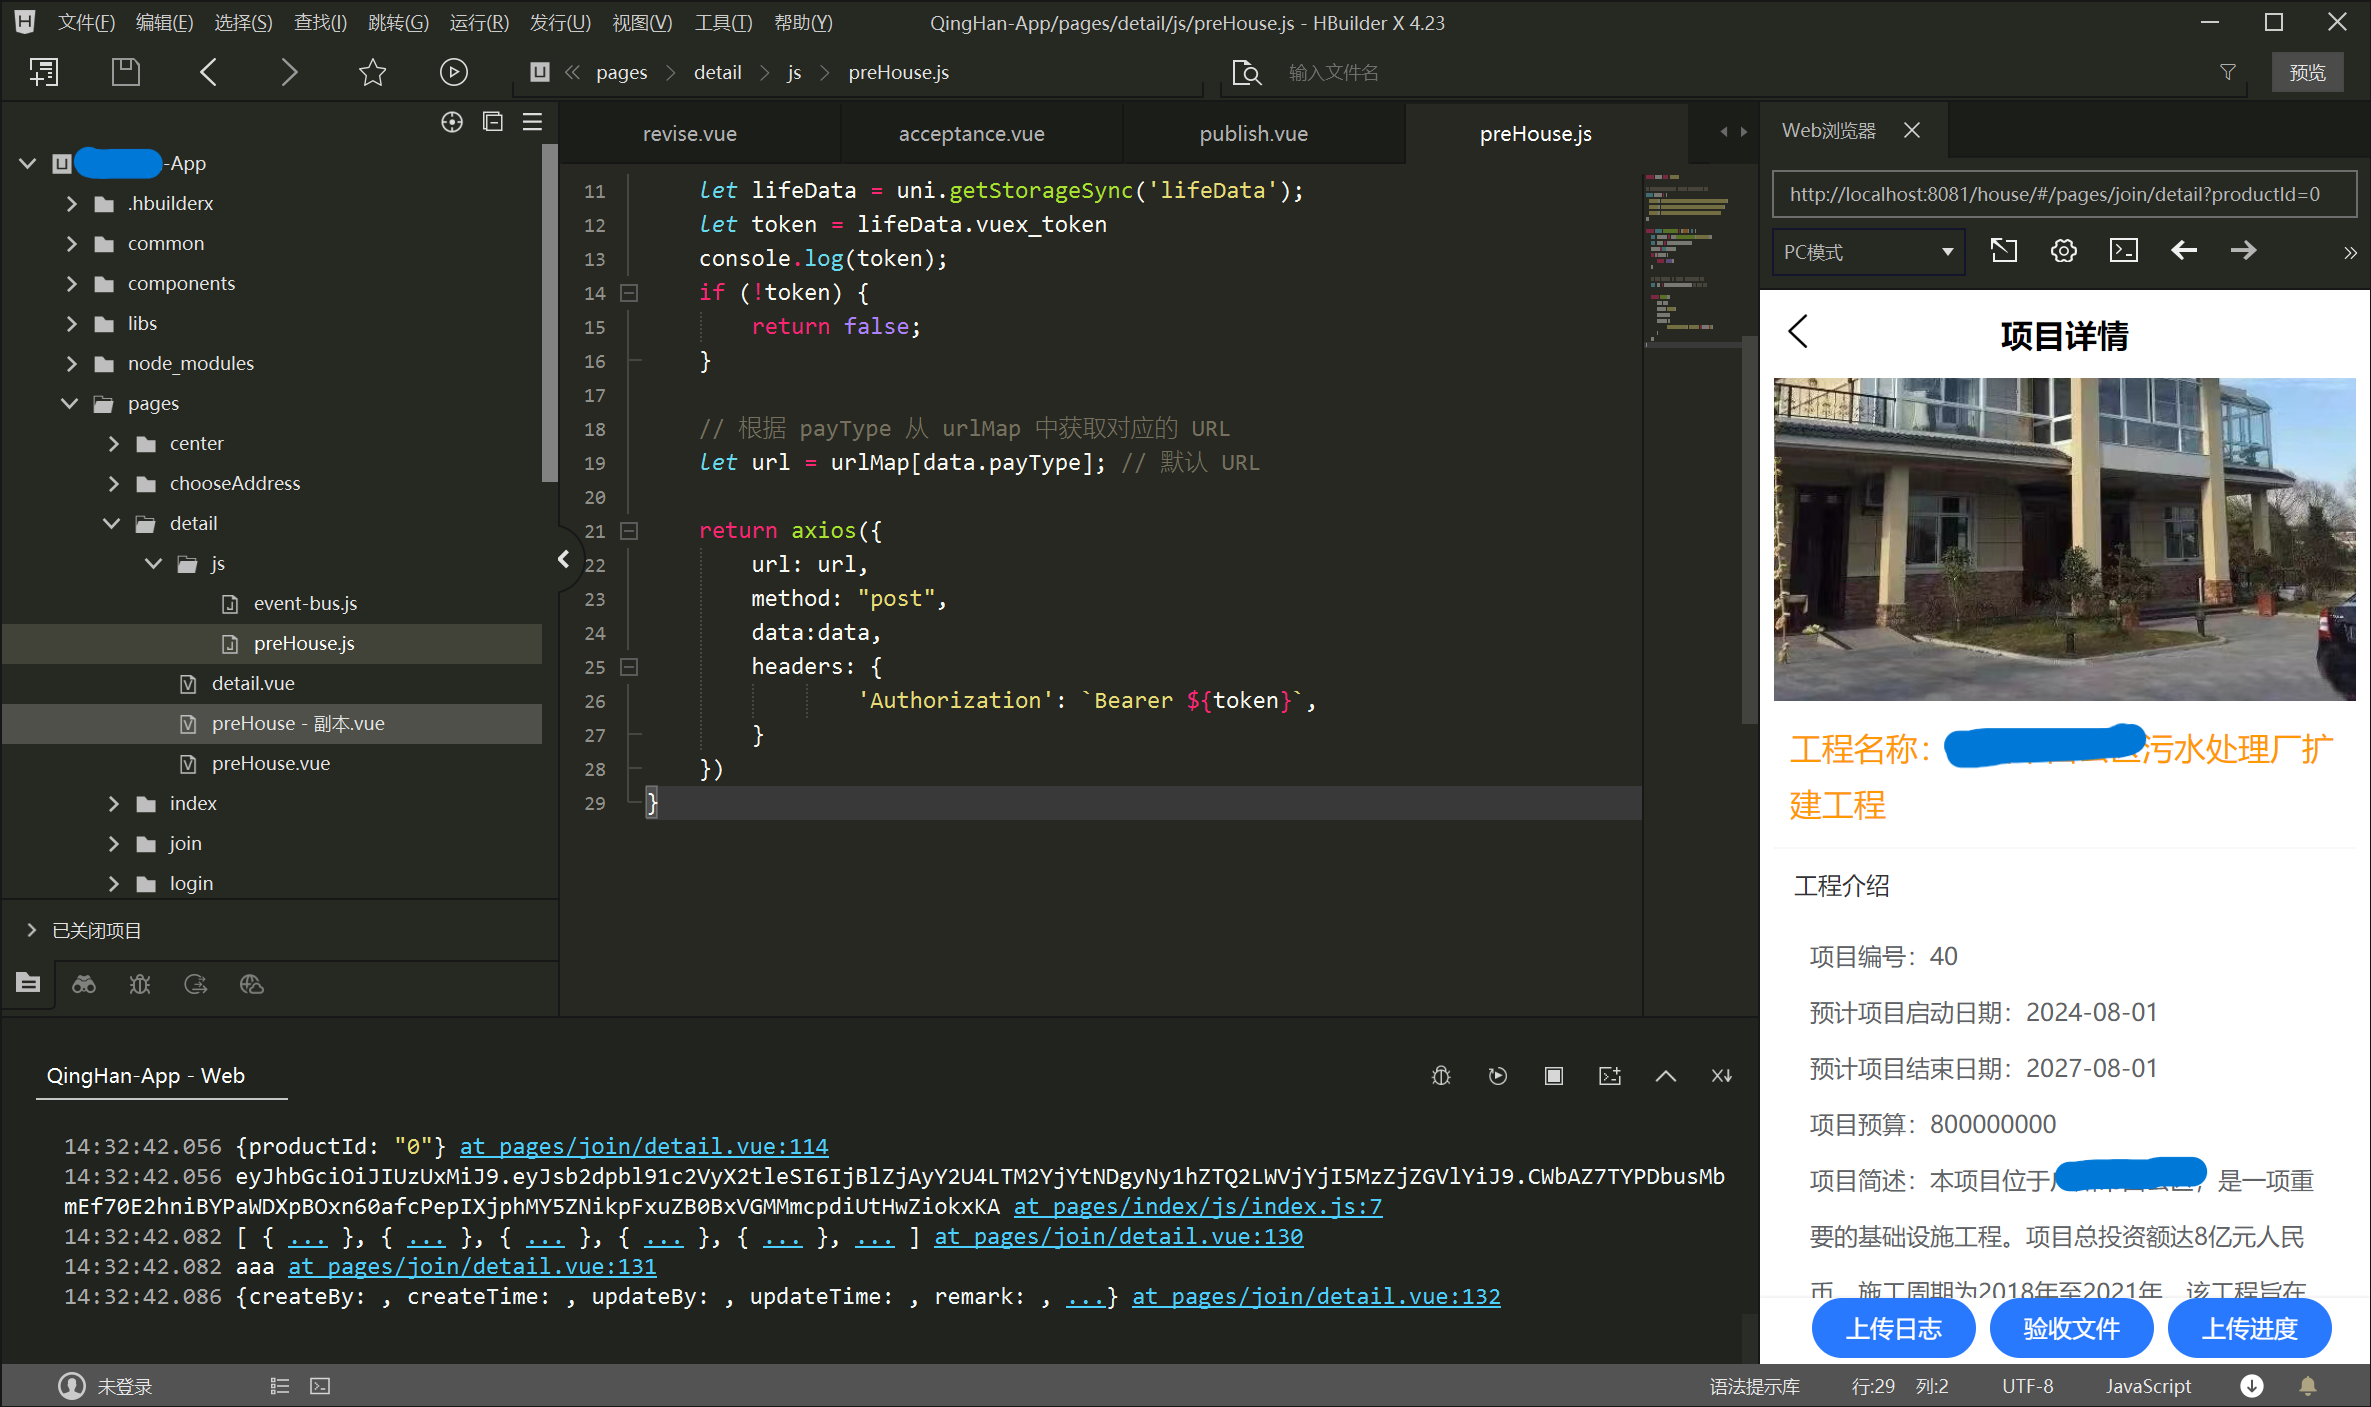 文件(F) 编辑(E) 选择(S) 查找(I) 跳转(G) 运行(R) 发行(U) 视图(V) 工具(T) 帮助(Y) QingHan-App/pages/detail/js/preHouse.js - HBuilder X 4.23
pages detail js preHouse.js 输入文件名 预览
-App
.hbuilderx
common
components
libs
node_modules
pages
center
chooseAddress
detail
js
event-bus.js
preHouse.js
detail.vue
preHouse - 副本.vue
preHouse.vue
index
join
login
已关闭项目
revise.vue acceptance.vue publish.vue preHouse.js
11 let lifeData = uni.getStorageSync('lifeData');
12 let token = lifeData.vuex_token
13 console.log(token);
14 if (!token) {
15 return false;
16 }
17
18 // 根据 payType 从 urlMap 中获取对应的 URL
19 let url = urlMap[data.payType]; // 默认 URL
20
21 return axios({
22 url: url,
23 method: "post",
24 data:data,
25 headers: {
26 'Authorization': `Bearer ${token}`,
27 }
28 })
29 }
Web浏览器
http://localhost:8081/house/#/pages/join/detail?productId=0
PC模式
项目详情
工程名称：污水处理厂扩
建工程
工程介绍
项目编号：40
预计项目启动日期：2024-08-01
预计项目结束日期：2027-08-01
项目预算：800000000
项目简述：本项目位于，是一项重
要的基础设施工程。项目总投资额达8亿元人民
币，施工周期为2018年至2021年。该工程旨在
上传日志 验收文件 上传进度
QingHan-App - Web
14:32:42.056 {productId: "0"} at pages/join/detail.vue:114
14:32:42.056 eyJhbGciOiJIUzUxMiJ9.eyJsb2dpbl91c2VyX2tleSI6IjBlZjAyY2U4LTM2YjYtNDgyNy1hZTQ2LWVjYjI5MzZjZGVlYiJ9.CWbAZ7TYPDbusMb
mEf70E2hniBYPaWDXpBOxn60afcPepIXjphMY5ZNikpFxuZB0BxVGMMmcpdiUtHwZiokxKA at pages/index/js/index.js:7
14:32:42.082 [ { ... }, { ... }, { ... }, { ... }, { ... }, ... ] at pages/join/detail.vue:130
14:32:42.082 aaa at pages/join/detail.vue:131
14:32:42.086 {createBy: , createTime: , updateBy: , updateTime: , remark: , ...} at pages/join/detail.vue:132
未登录 语法提示库 行:29 列:2 UTF-8 JavaScript